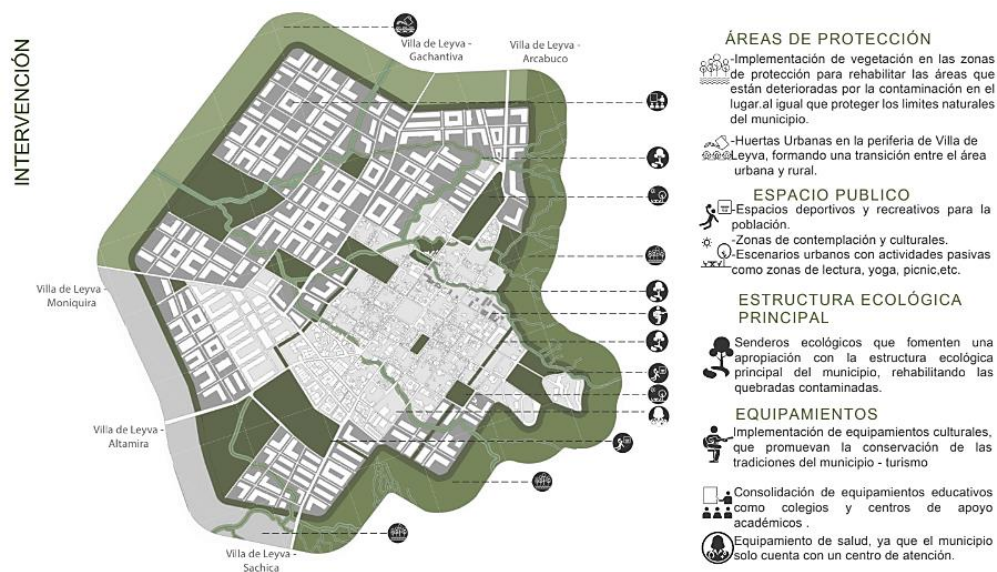 INTERVENCIÓN
Villa de Leyva -
Gachantiva
Villa de Leyva -
Arcabuco
Villa de Leyva -
Moniquira
Villa de Leyva -
Altamira
Villa de Leyva -
Sachica
ÁREAS DE PROTECCIÓN
-Implementación de vegetación en las zonas
de protección para rehabilitar las áreas que
están deterioradas por la contaminación en el
lugar.al igual que proteger los limites naturales
del municipio.
-Huertas Urbanas en la periferia de Villa de
Leyva, formando una transición entre el área
urbana y rural.
ESPACIO PUBLICO
-Espacios deportivos y recreativos para la
población.
-Zonas de contemplación y culturales.
-Escenarios urbanos con actividades pasivas
como zonas de lectura, yoga, picnic,etc.
ESTRUCTURA ECOLÓGICA
PRINCIPAL
Senderos ecológicos que fomenten una
apropiación con la estructura ecológica
principal del municipio, rehabilitando las
quebradas contaminadas.
EQUIPAMIENTOS
Implementación de equipamientos culturales,
que promuevan la conservación de las
tradiciones del municipio - turismo
Consolidación de equipamientos educativos
como colegios y centros de apoyo
académicos .
Equipamiento de salud, ya que el municipio
solo cuenta con un centro de atención.